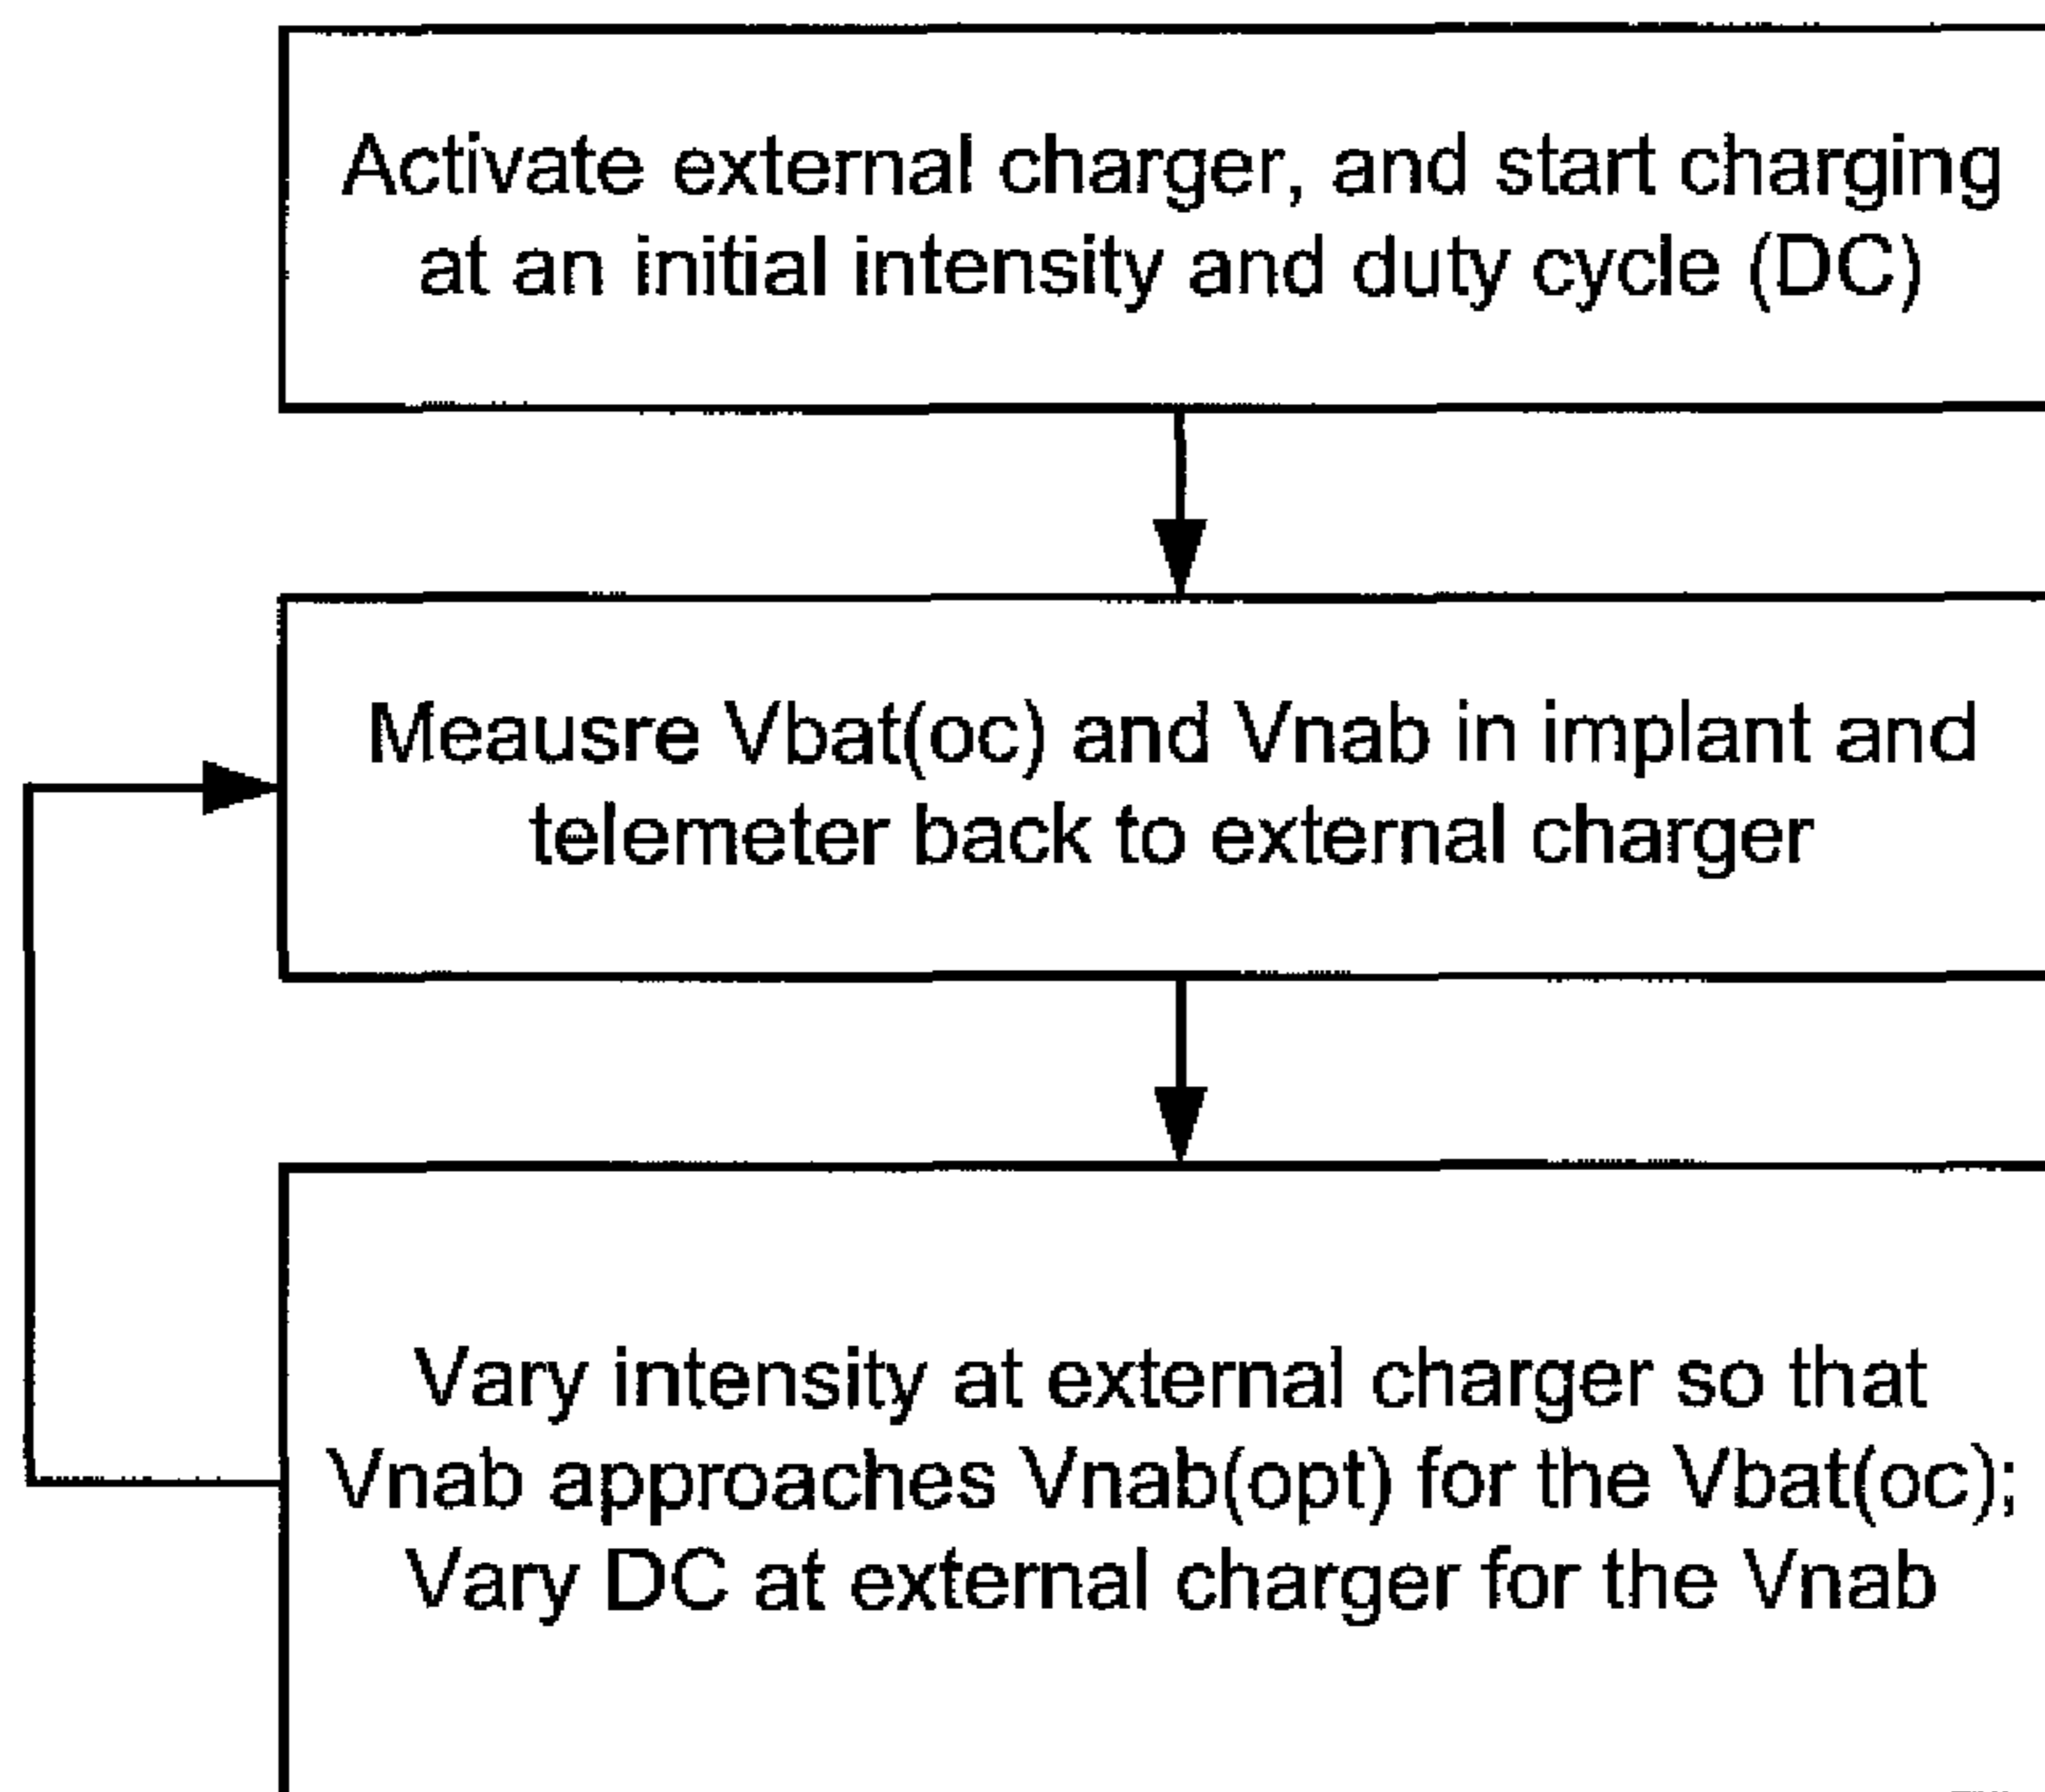 Activate external charger, and start charging
at an initial intensity and duty cycle (DC)
Meausre Vbat(oc) and Vnab in implant and
telemeter back to external charger
Vary intensity at external charger so that
Vnab approaches Vnab(opt) for the Vbat(oc);
Vary DC at external charger for the Vnab